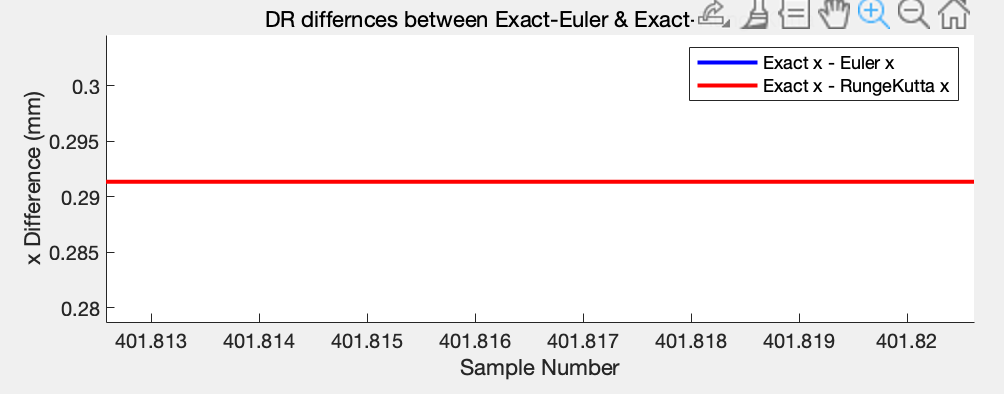 DR differnces between Exact-Euler & Exact-
Exact x - Euler x
Exact x - RungeKutta x
x Difference (mm)
0.3
0.295
0.29
0.285
0.28
401.813 401.814 401.815 401.816 401.817 401.818 401.819 401.82
Sample Number